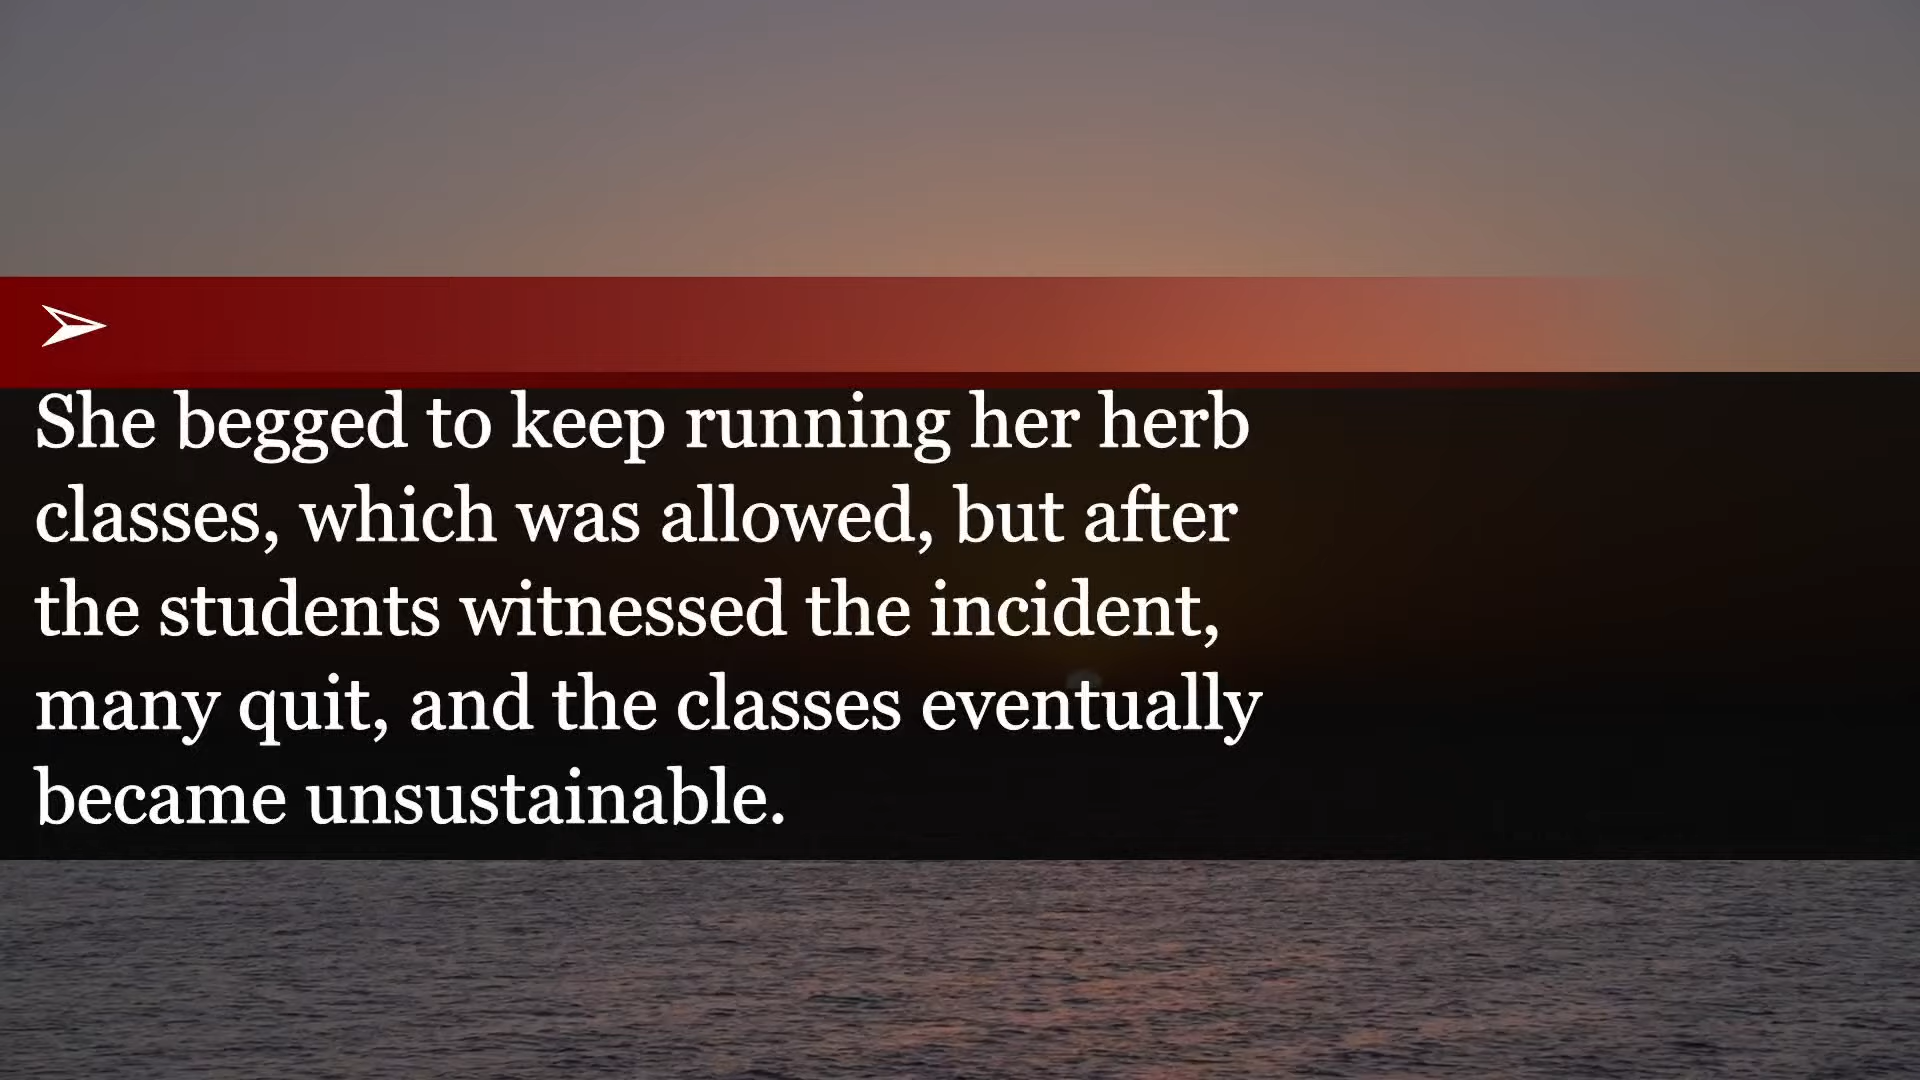 She begged to keep running her herb
classes, which was allowed, but after
the students witnessed the incident,
many quit, and the classes eventually
became unsustainable.